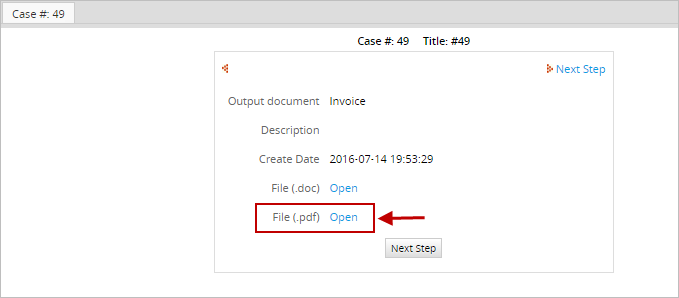 Case #: 49
Case #: 49 Title: #49
Next Step
Output document Invoice
Description
Create Date 2016-07-14 19:53:29
File (.doc) Open
File (.pdf) Open
Next Step